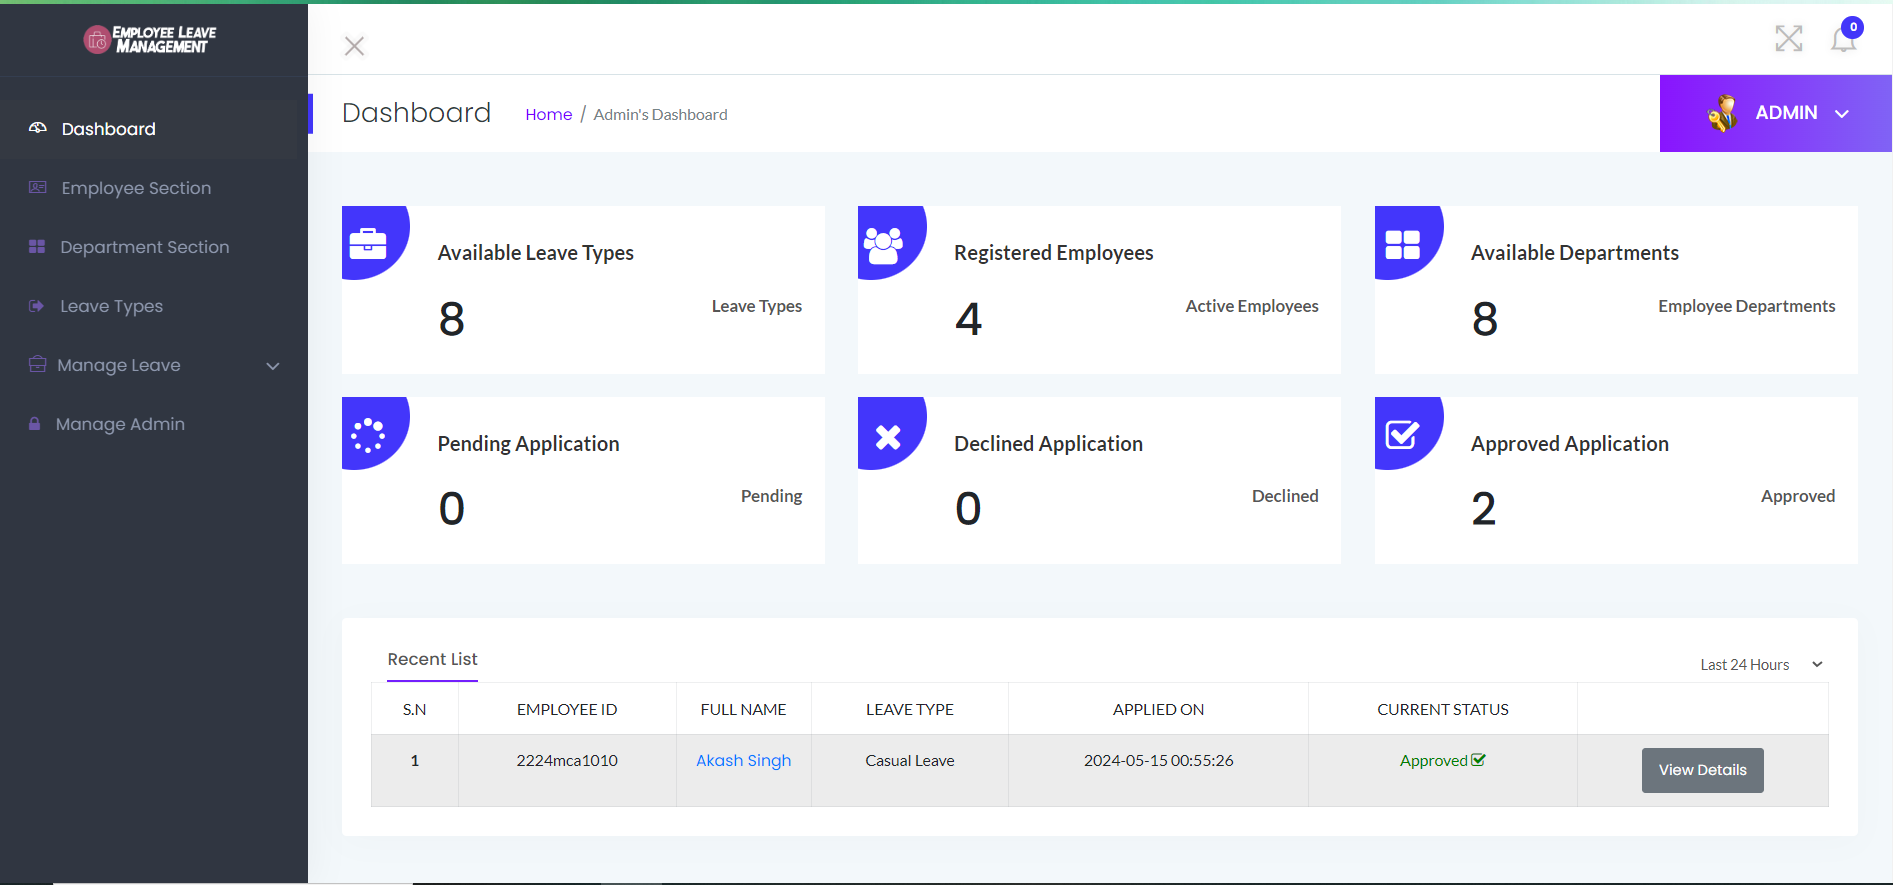 EMPLOYEE LEAVE
MANAGEMENT
0
Dashboard
Employee Section
Department Section
Leave Types
Manage Leave
Manage Admin
Dashboard
Home / Admin's Dashboard
ADMIN
Available Leave Types
8
Leave Types
Registered Employees
4
Active Employees
Available Departments
8
Employee Departments
Pending Application
0
Pending
Declined Application
0
Declined
Approved Application
2
Approved
Recent List
Last 24 Hours
S.N EMPLOYEE ID FULL NAME LEAVE TYPE APPLIED ON CURRENT STATUS
1 2224mca1010 Akash Singh Casual Leave 2024-05-15 00:55:26 Approved View Details